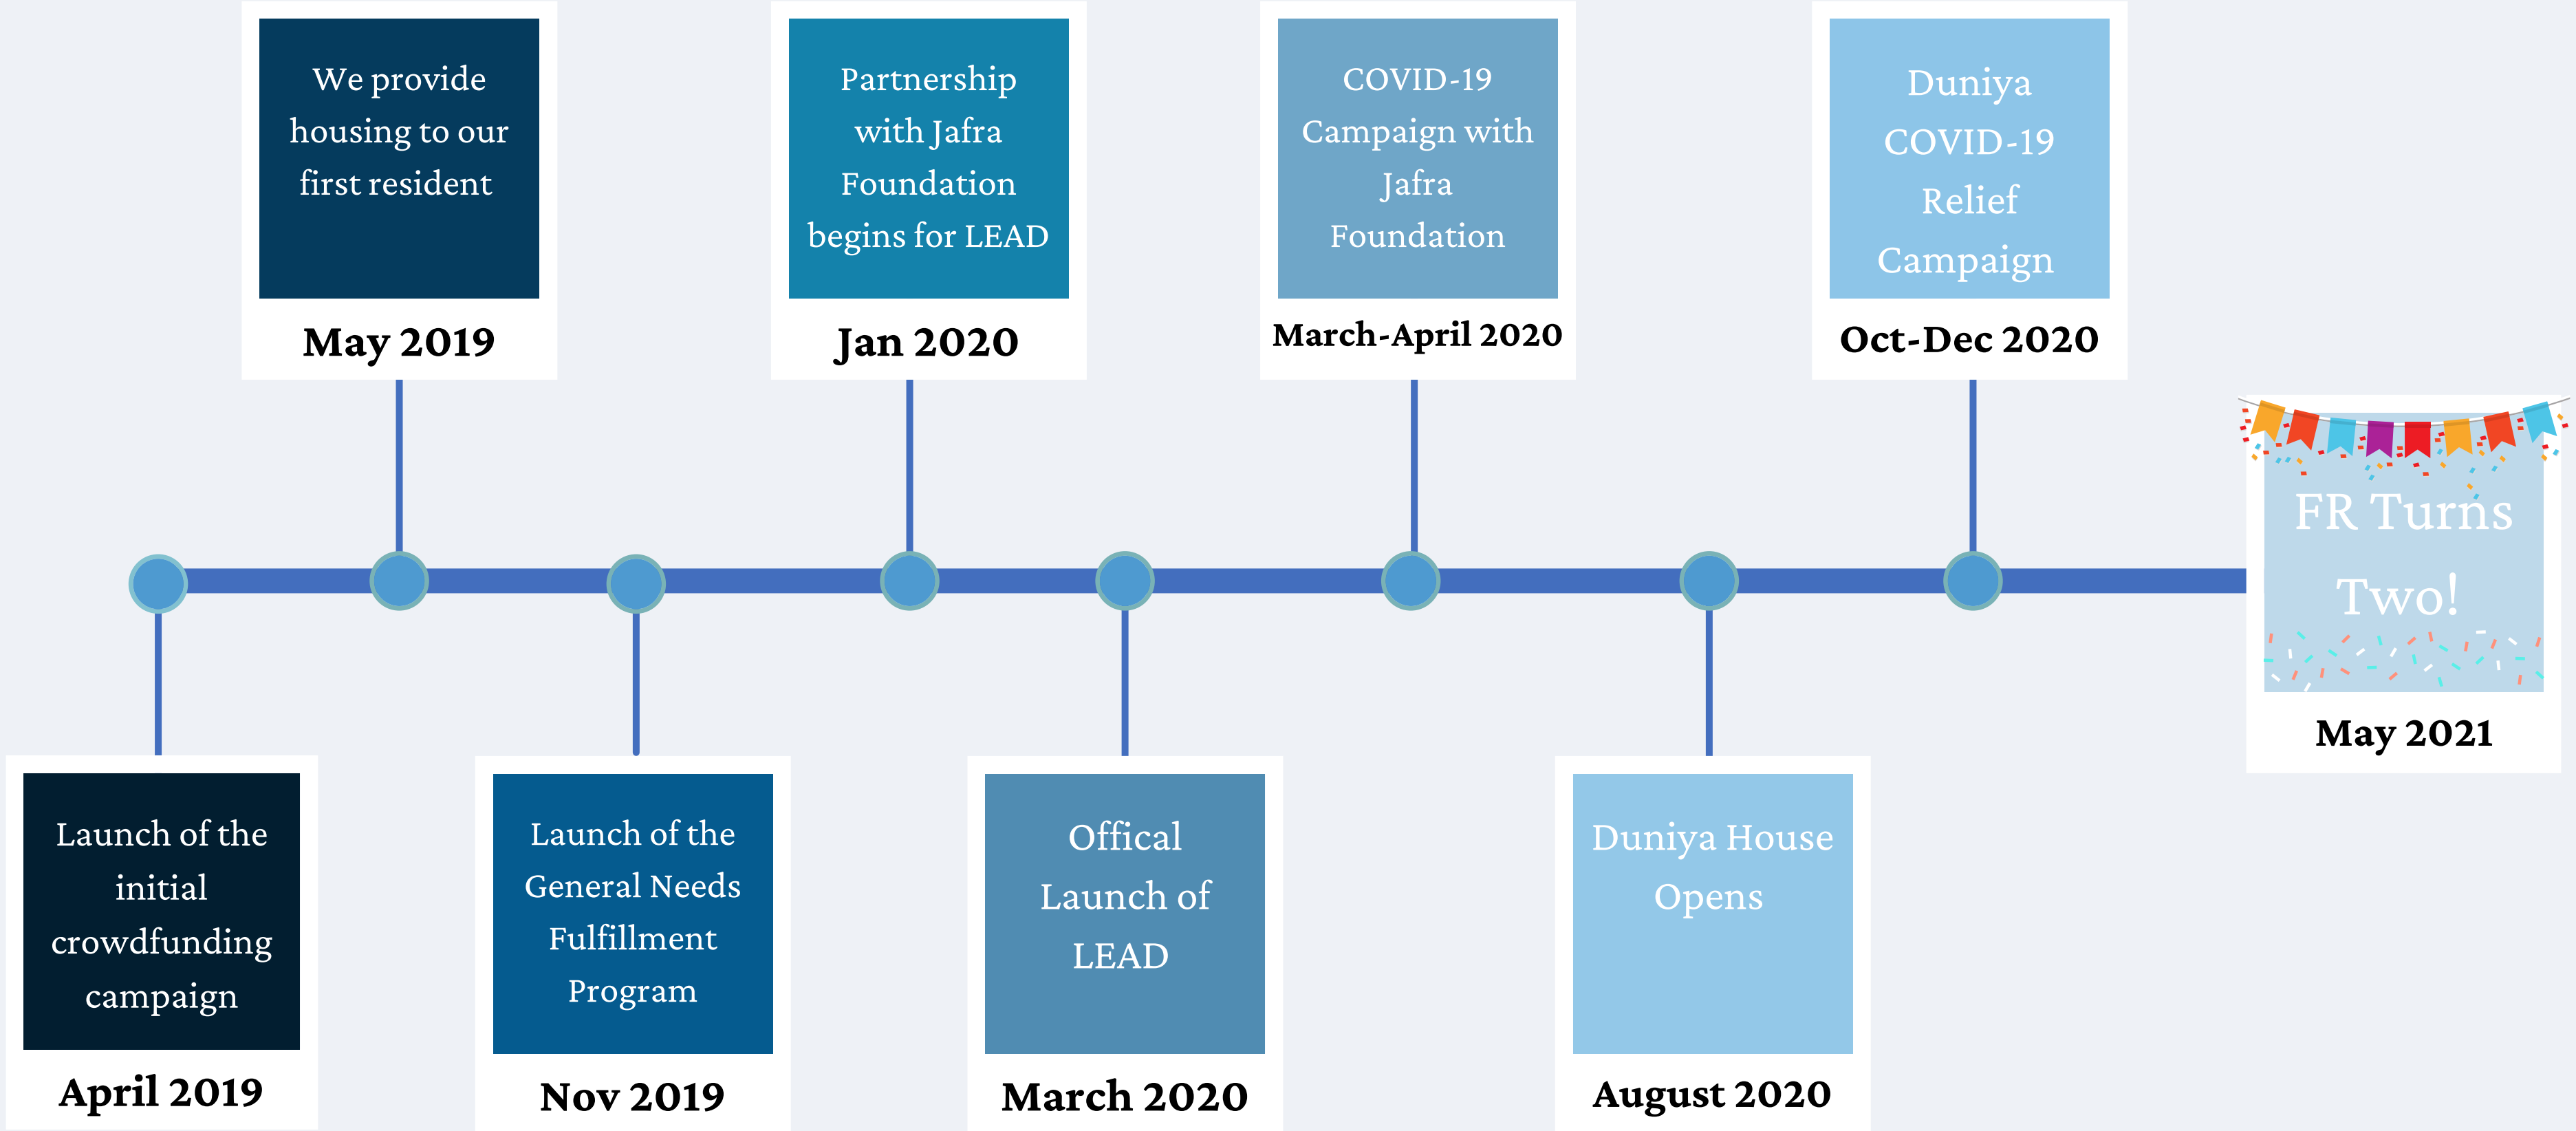 We provide
housing to our
first resident
May 2019
Partnership
with Jafra
Foundation
begins for LEAD
Jan 2020
COVID-19
Campaign with
Jafra
Foundation
March-April 2020
Duniya
COVID-19
Relief
Campaign
Oct-Dec 2020
FR Turns
Two!
May 2021
Launch of the
initial
crowdfunding
campaign
April 2019
Launch of the
General Needs
Fulfillment
Program
Nov 2019
Offical
Launch of
LEAD
March 2020
Duniya House
Opens
August 2020